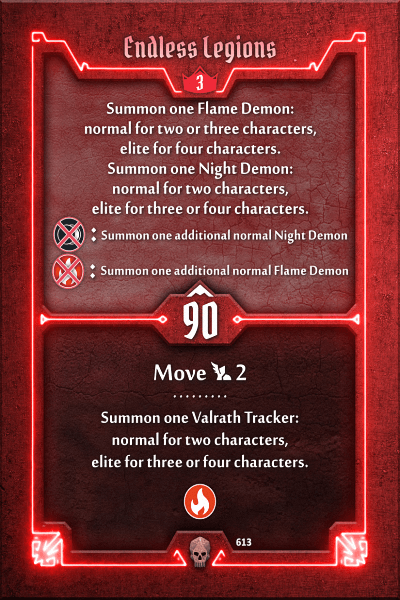 Endless Legions
3
Summon one Flame Demon:
normal for two or three characters,
elite for four characters.
Summon one Night Demon:
normal for two characters,
elite for three or four characters.
: Summon one additional normal Night Demon
: Summon one additional normal Flame Demon
90
Move 2
Summon one Valrath Tracker:
normal for two characters,
elite for three or four characters.
613